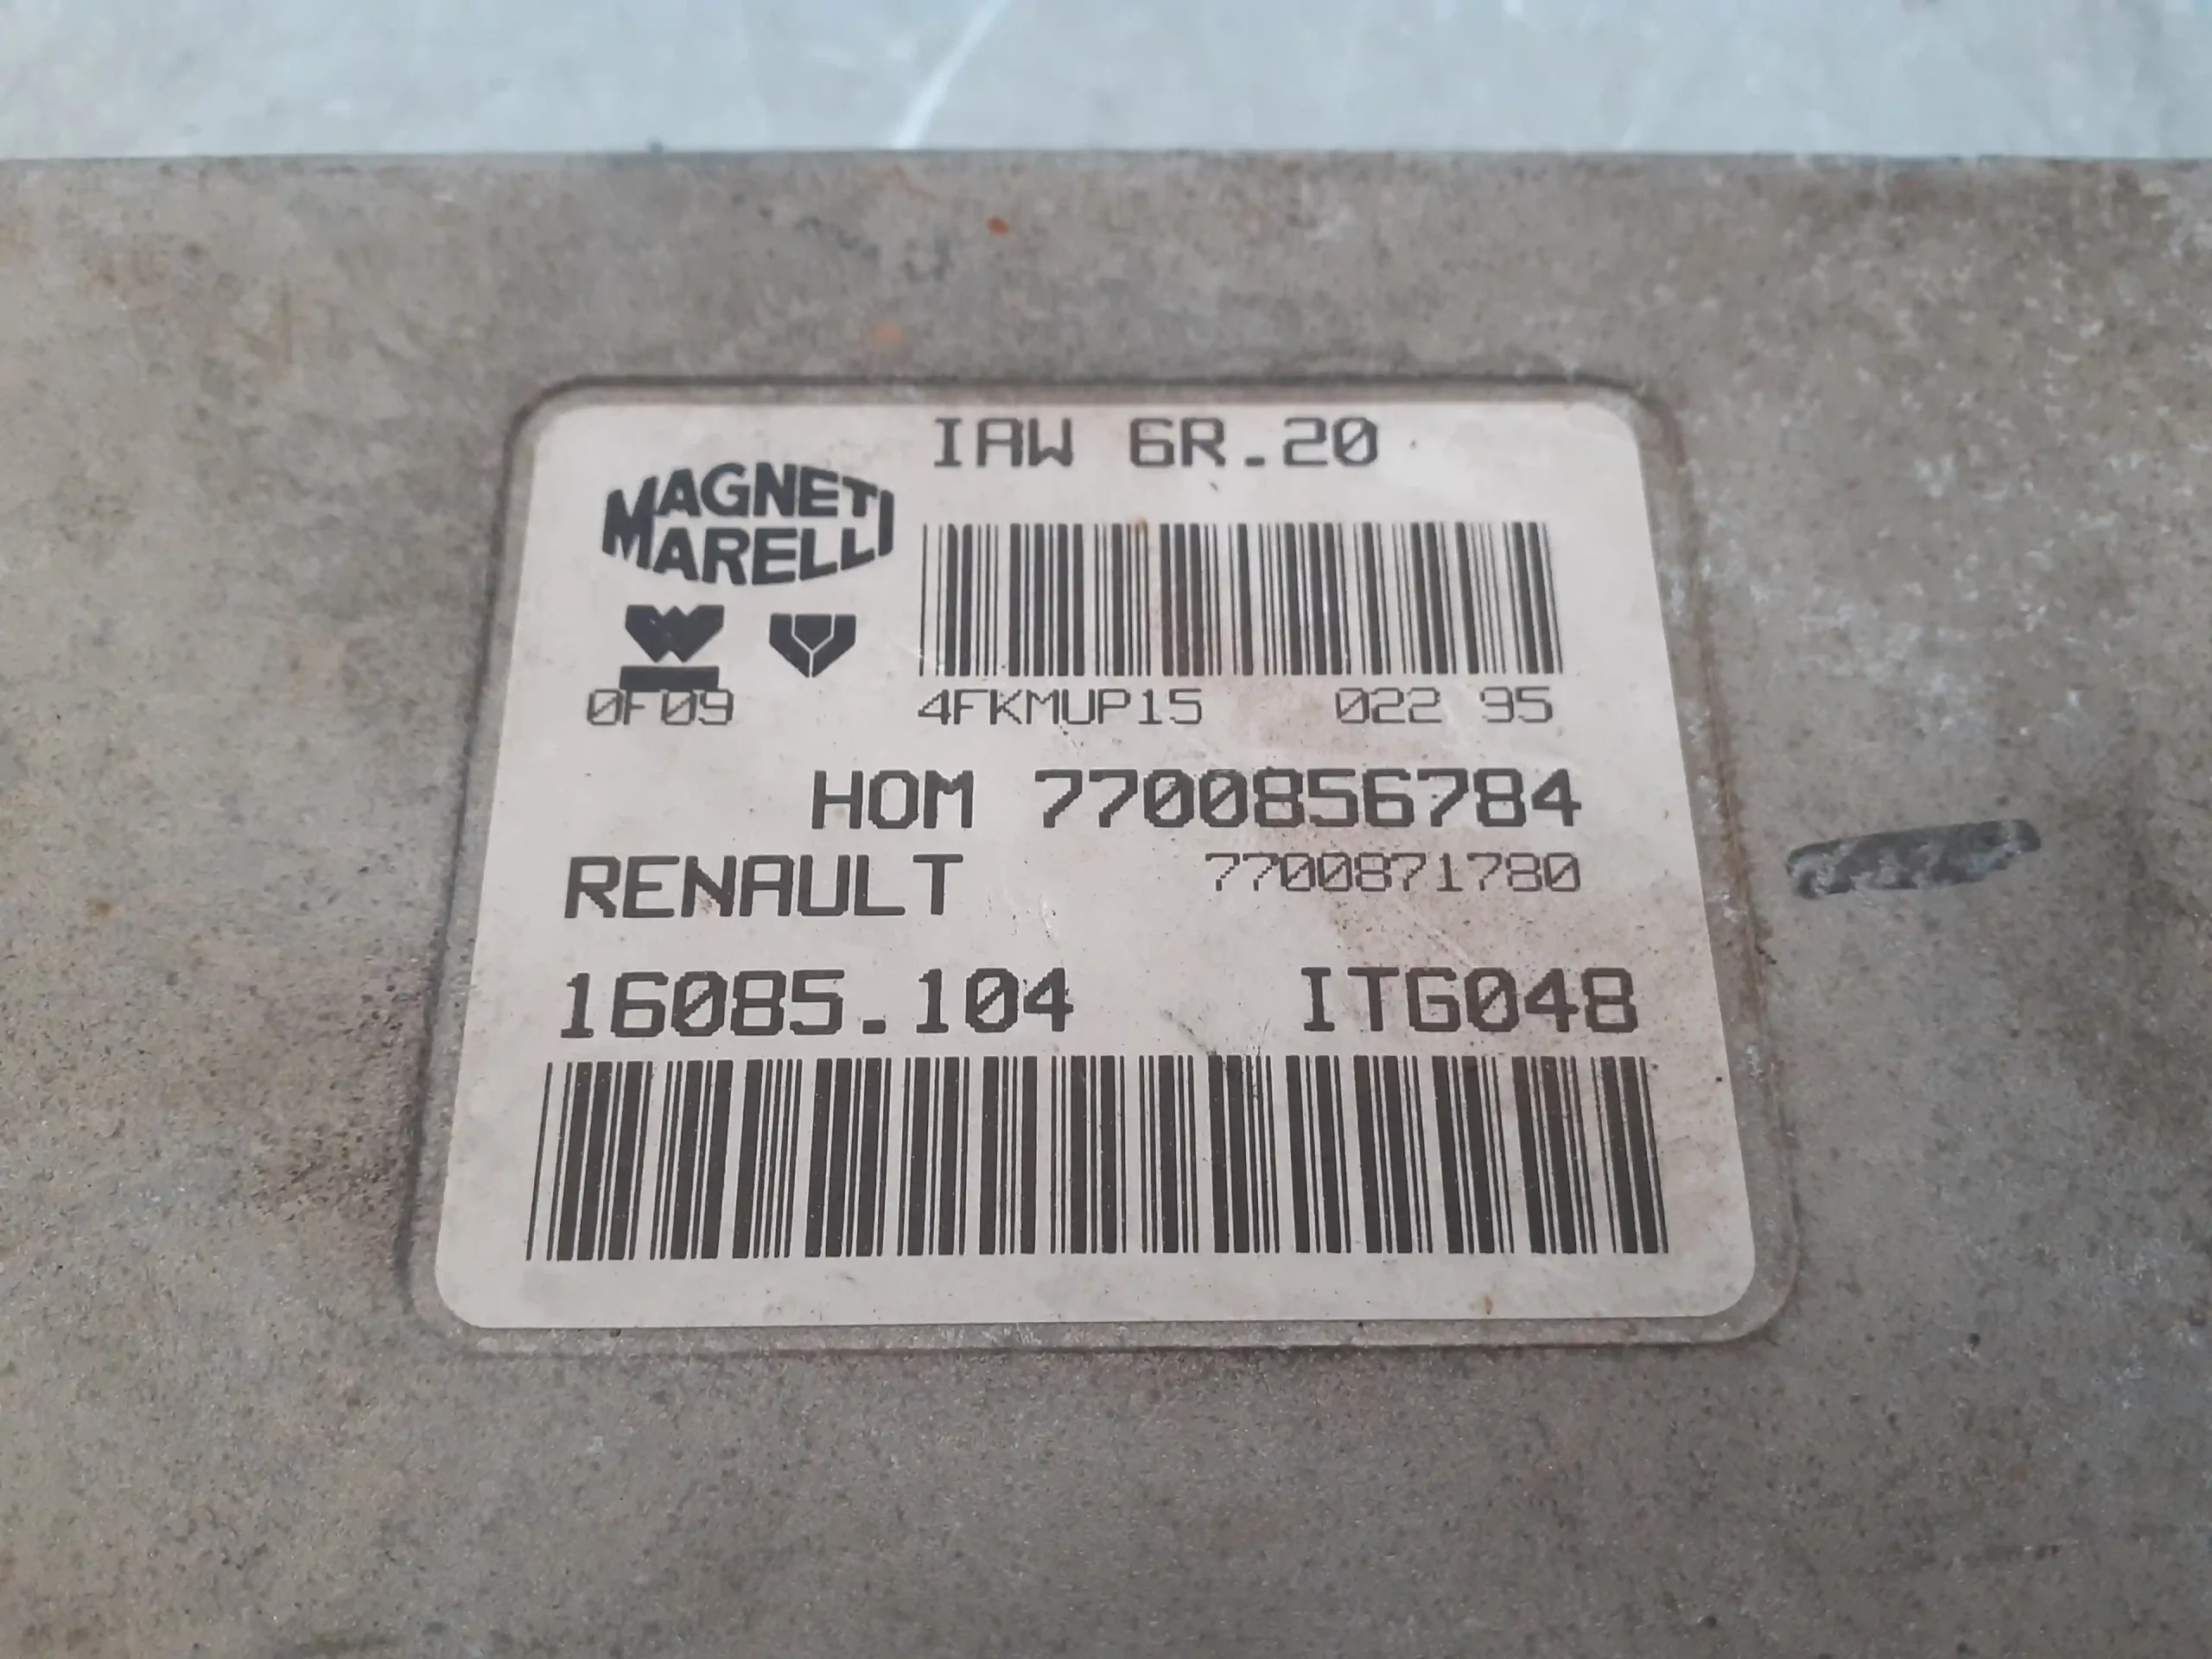 IAW 6R.20
MAGNETI
MARELLI
0F09 4FKMUP15 022 95
HOM 7700856784
RENAULT 7700871780
16085.104 ITG048